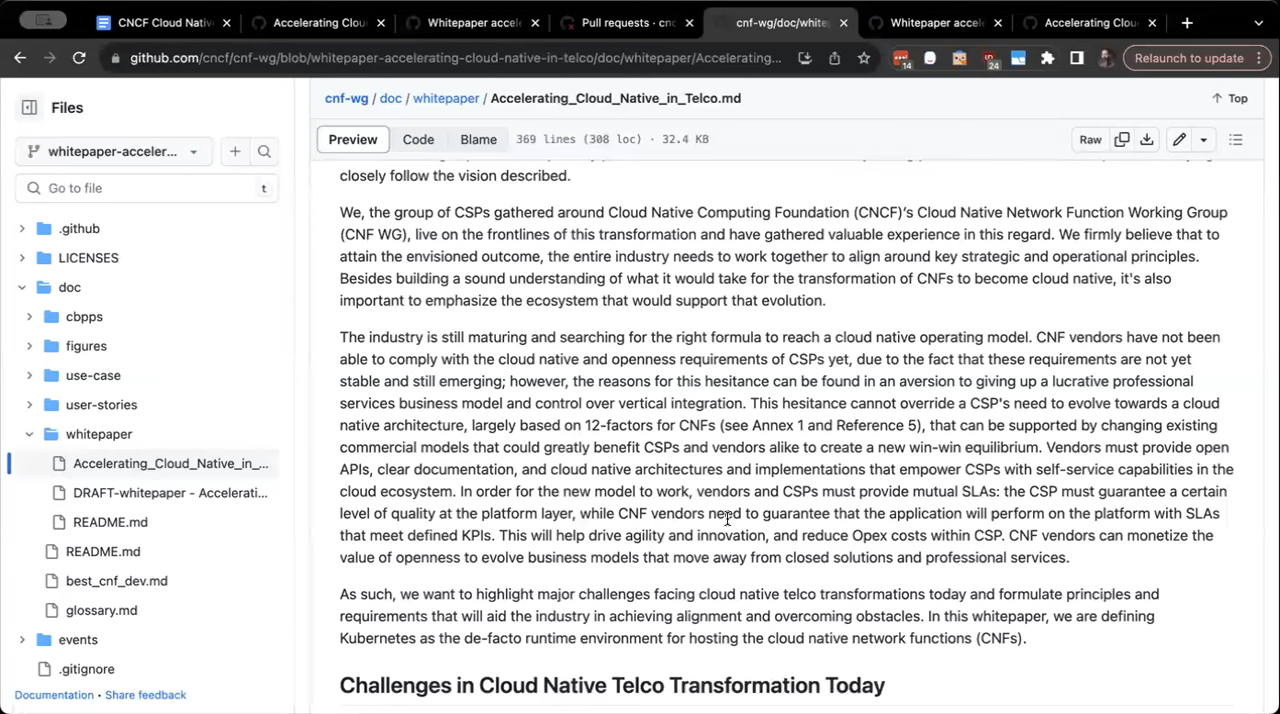 CNCF Cloud Nativ
Accelerating Clou
Whitepaper accel
Pull requests · cnc
cnf-wg/doc/white
Whitepaper accel
Accelerating Clou
github.com/cncf/cnf-wg/blob/whitepaper-accelerating-cloud-native-in-telco/doc/whitepaper/Accelerating...
14
24
Relaunch to update
Files
cnf-wg / doc / whitepaper / Accelerating_Cloud_Native_in_Telco.md
Top
whitepaper-acceler...
Preview
Code
Blame
369 lines (308 loc) · 32.4 KB
Raw
Go to file
t
.github
LICENSES
doc
cbpps
figures
use-case
user-stories
whitepaper
Accelerating_Cloud_Native_in_...
DRAFT-whitepaper - Accelerati...
README.md
README.md
best_cnf_dev.md
glossary.md
events
.gitignore
Documentation · Share feedback
closely follow the vision described.
We, the group of CSPs gathered around Cloud Native Computing Foundation (CNCF)'s Cloud Native Network Function Working Group
(CNF WG), live on the frontlines of this transformation and have gathered valuable experience in this regard. We firmly believe that to
attain the envisioned outcome, the entire industry needs to work together to align around key strategic and operational principles.
Besides building a sound understanding of what it would take for the transformation of CNFs to become cloud native, it's also
important to emphasize the ecosystem that would support that evolution.
The industry is still maturing and searching for the right formula to reach a cloud native operating model. CNF vendors have not been
able to comply with the cloud native and openness requirements of CSPs yet, due to the fact that these requirements are not yet
stable and still emerging; however, the reasons for this hesitance can be found in an aversion to giving up a lucrative professional
services business model and control over vertical integration. This hesitance cannot override a CSP's need to evolve towards a cloud
native architecture, largely based on 12-factors for CNFs (see Annex 1 and Reference 5), that can be supported by changing existing
commercial models that could greatly benefit CSPs and vendors alike to create a new win-win equilibrium. Vendors must provide open
APIs, clear documentation, and cloud native architectures and implementations that empower CSPs with self-service capabilities in the
cloud ecosystem. In order for the new model to work, vendors and CSPs must provide mutual SLAs: the CSP must guarantee a certain
level of quality at the platform layer, while CNF vendors need to guarantee that the application will perform on the platform with SLAs
that meet defined KPIs. This will help drive agility and innovation, and reduce Opex costs within CSP. CNF vendors can monetize the
value of openness to evolve business models that move away from closed solutions and professional services.
As such, we want to highlight major challenges facing cloud native telco transformations today and formulate principles and
requirements that will aid the industry in achieving alignment and overcoming obstacles. In this whitepaper, we are defining
Kubernetes as the de-facto runtime environment for hosting the cloud native network functions (CNFs).
Challenges in Cloud Native Telco Transformation Today